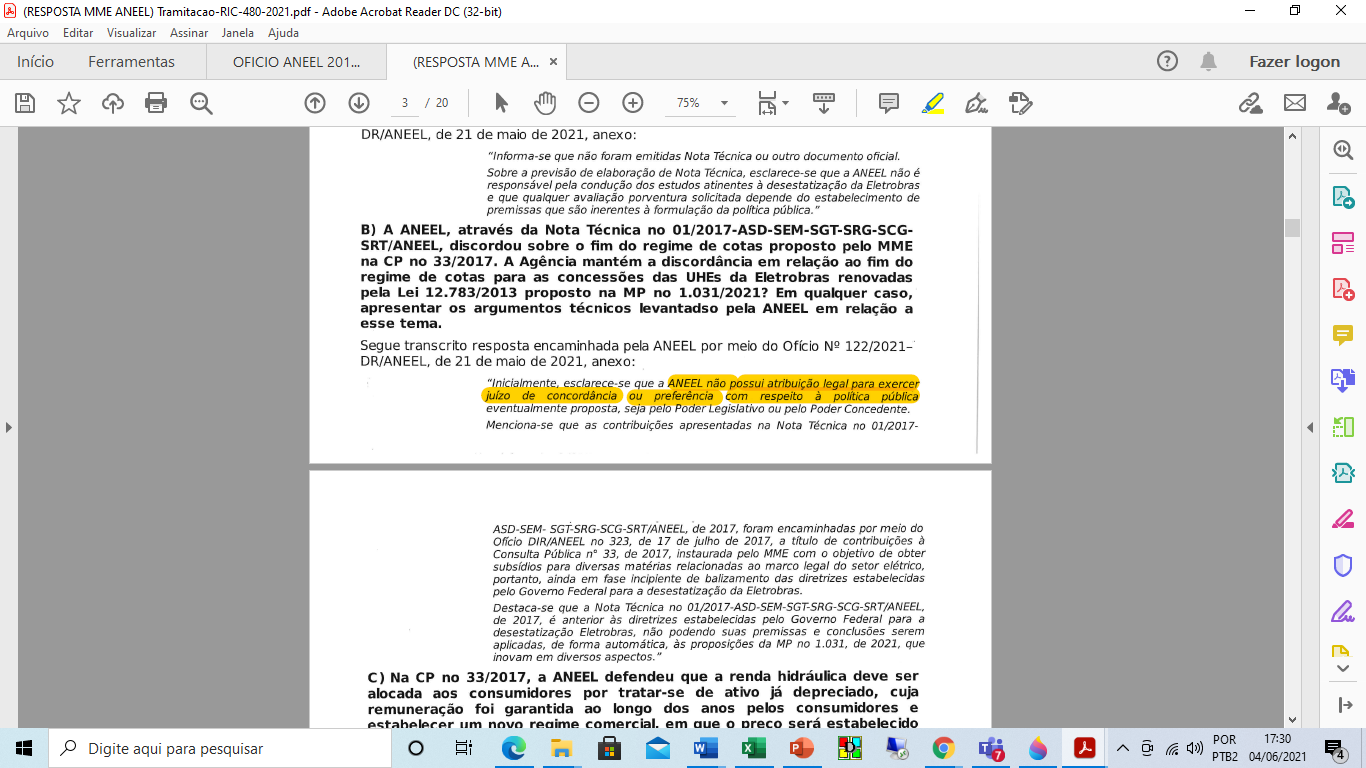 (RESPOSTA MME ANEEL) Tramitacao-RIC-480-2021.pdf - Adobe Acrobat Reader DC (32-bit)
Arquivo Editar Visualizar Assinar Janela Ajuda
Início Ferramentas OFICIO ANEEL 201... (RESPOSTA MME A... × Fazer logon
3 / 20 75%
DR/ANEEL, de 21 de maio de 2021, anexo:
“Informa-se que não foram emitidas Nota Técnica ou outro documento oficial.
Sobre a previsão de elaboração de Nota Técnica, esclarece-se que a ANEEL não é
responsável pela condução dos estudos atinentes à desestatização da Eletrobras
e que qualquer avaliação porventura solicitada depende do estabelecimento de
premissas que são inerentes à formulação da política pública.”
B) A ANEEL, através da Nota Técnica no 01/2017-ASD-SEM-SGT-SRG-SCG-
SRT/ANEEL, discordou sobre o fim do regime de cotas proposto pelo MME
na CP no 33/2017. A Agência mantén a discordância em relação ao fim do
regime de cotas para as concessões das UHEs da Eletrobras renovadas
pela Lei 12.783/2013 proposto na MP no 1.031/2021? Em qualquer caso,
apresentar os argumentos técnicos levantadso pela ANEEL em relação a
esse tema.
Segue transcrito resposta encaminhada pela ANEEL por meio do Ofício Nº 122/2021–
DR/ANEEL, de 21 de maio de 2021, anexo:
“Inicialmente, esclarece-se que a ANEEL não possui atribuição legal para exercer
juízo de concordância ou preferência com respeito à política pública
eventualmente proposta, seja pelo Poder Legislativo ou pelo Poder Concedente.
Menciona-se que as contribuições apresentadas na Nota Técnica no 01/2017-
ASD-SEM- SGT-SRG-SCG-SRT/ANEEL, de 2017, foram encaminhadas por meio do
Ofício DIR/ANEEL no 323, de 17 de julho de 2017, a título de contribuições à
Consulta Pública n° 33, de 2017, instaurada pelo MME com o objetivo de obter
subsídios para diversas matérias relacionadas ao marco legal do setor elétrico,
portanto, ainda em fase incipiente de balizamento das diretrizes estabelecidas
pelo Governo Federal para a desestatização da Eletrobras.
Destaca-se que a Nota Técnica no 01/2017-ASD-SEM-SGT-SRG-SCG-SRT/ANEEL,
de 2017, é anterior às diretrizes estabelecidas pelo Governo Federal para a
desestatização Eletrobras, não podendo suas premissas e conclusões serem
aplicadas, de forma automática, às proposições da MP no 1.031, de 2021, que
inovam em diversos aspectos.”
C) Na CP no 33/2017, a ANEEL defendeu que a renda hidráulica deve ser
alocada aos consumidores por tratar-se de ativo já depreciado, cuja
remuneração foi garantida ao longo dos anos pelos consumidores e
estabelecer um novo regime comercial, em que o preço será estabelecido
Digite aqui para pesquisar
7
POR 17:30
PTB2 04/06/2021
4